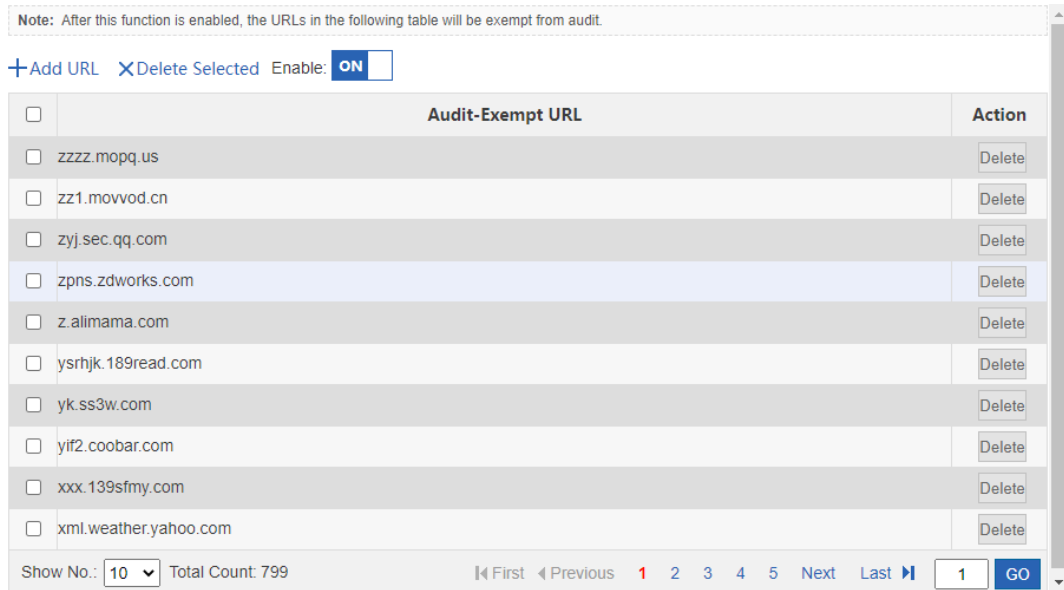 Note: After this function is enabled, the URLs in the following table will be exempt from audit.
Add URL Delete Selected Enable: ON
Audit-Exempt URL Action
zzzz.mopq.us Delete
zz1.movvod.cn Delete
zyj.sec.qq.com Delete
zpns.zdworks.com Delete
z.alimama.com Delete
ysrhjk.189read.com Delete
yk.ss3w.com Delete
yif2.coobar.com Delete
xxx.139sfmy.com Delete
xml.weather.yahoo.com Delete
Show No.: 10 Total Count: 799 First Previous 1 2 3 4 5 Next Last 1 GO